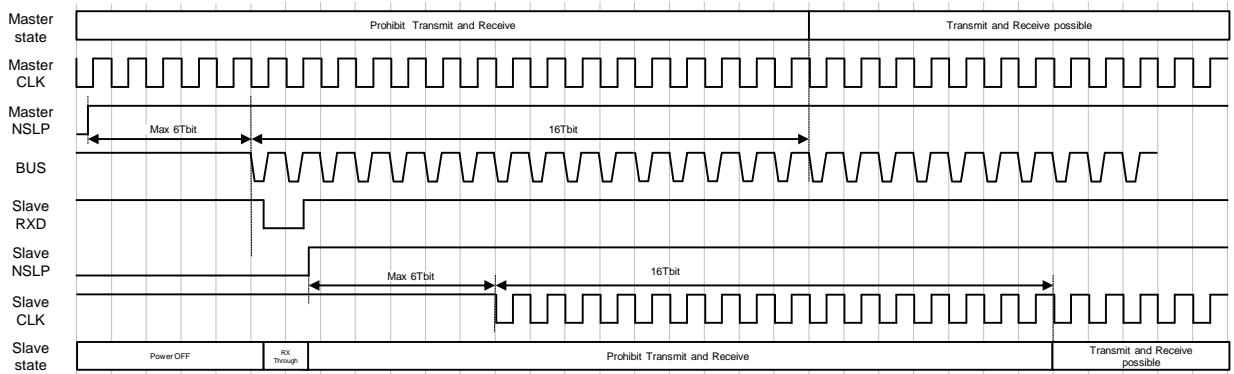 Master
state
Prohibit Transmit and Receive
Transmit and Receive possible
Master
CLK
Master
NSLP
Max 6Tbit
16Tbit
BUS
Slave
RXD
Slave
NSLP
Max 6Tbit
16Tbit
Slave
CLK
Slave
state
Power OFF
RX
Through
Prohibit Transmit and Receive
Transmit and Receive
possible